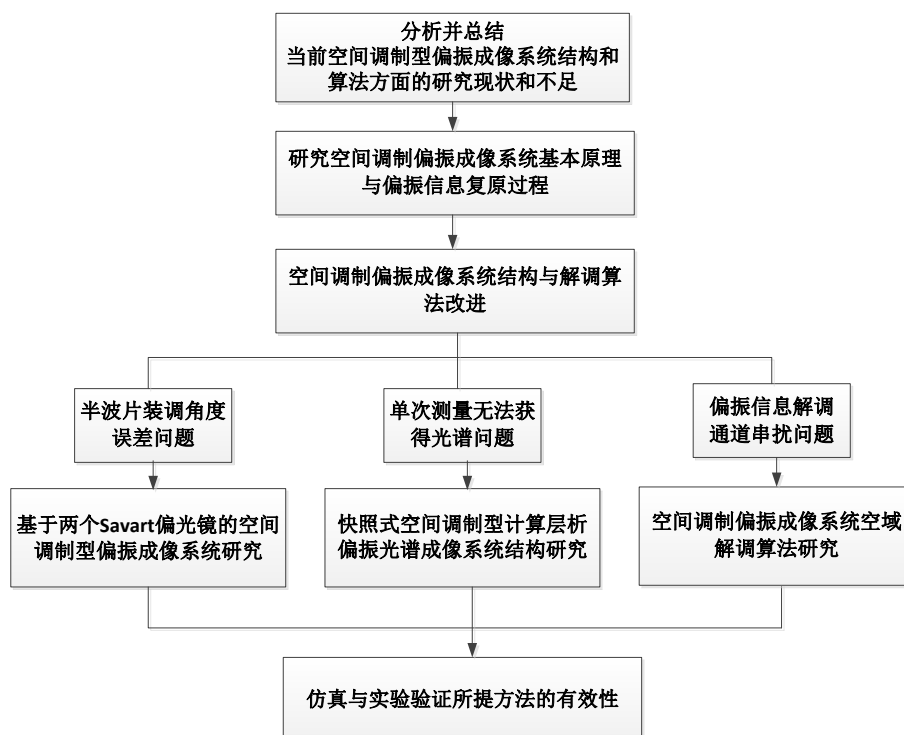 分析并总结
当前空间调制型偏振成像系统结构和
算法方面的研究现状和不足
研究空间调制偏振成像系统基本原理
与偏振信息复原过程
空间调制偏振成像系统结构与解调算
法改进
半波片装调角度
误差问题
单次测量无法获
得光谱问题
偏振信息解调
通道串扰问题
基于两个Savart偏光镜的空间
调制型偏振成像系统研究
快照式空间调制型计算层析
偏振光谱成像系统结构研究
空间调制偏振成像系统空域
解调算法研究
仿真与实验验证所提方法的有效性